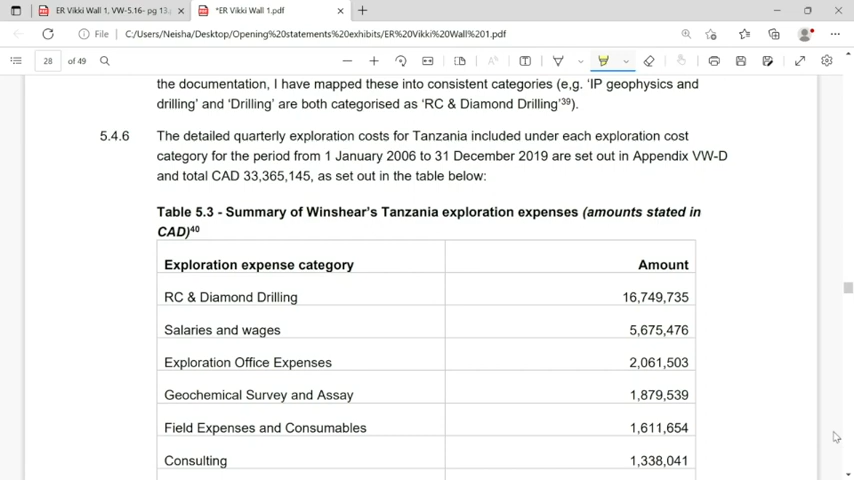 ER Vikki Wall 1, VW-5.16- pg 13.
*ER Vikki Wall 1.pdf
File
C:/Users/Neisha/Desktop/Opening%20statements%20exhibits/ER%20Vikki%20Wall%201.pdf
28 of 49
the documentation, I have mapped these into consistent categories (e,g. ‘IP geophysics and
drilling’ and ‘Drilling’ are both categorised as ‘RC & Diamond Drilling’39).
5.4.6 The detailed quarterly exploration costs for Tanzania included under each exploration cost
category for the period from 1 January 2006 to 31 December 2019 are set out in Appendix VW-D
and total CAD 33,365,145, as set out in the table below:
Table 5.3 - Summary of Winshear’s Tanzania exploration expenses (amounts stated in
CAD)40
Exploration expense category Amount
RC & Diamond Drilling 16,749,735
Salaries and wages 5,675,476
Exploration Office Expenses 2,061,503
Geochemical Survey and Assay 1,879,539
Field Expenses and Consumables 1,611,654
Consulting 1,338,041